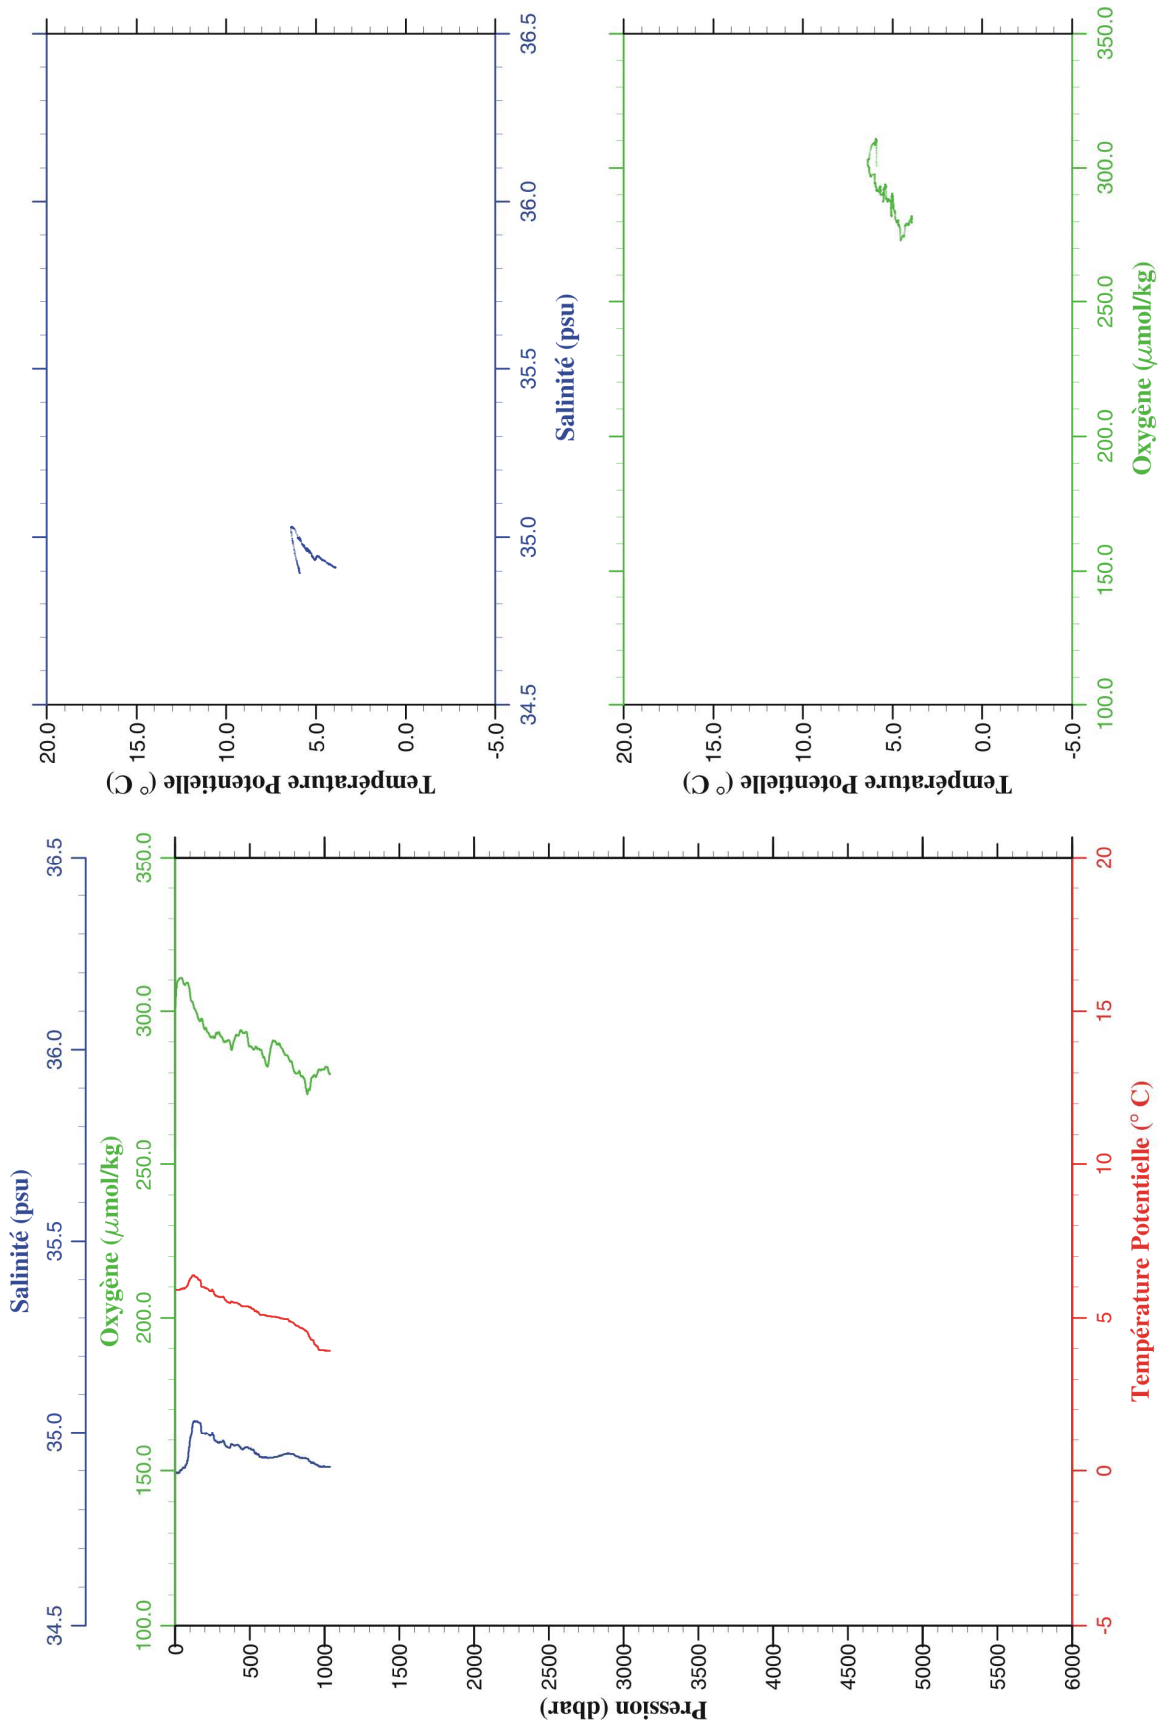 Salinité (psu)
34.5 35.0 35.5 36.0 36.5
Oxygène (μmol/kg)
100.0 150.0 200.0 250.0 300.0 350.0
Pression (dbar)
0
500
1000
1500
2000
2500
3000
3500
4000
4500
5000
5500
6000
-5 0 5 10 15 20
Température Potentielle (° C)
Température Potentielle (° C)
20.0
15.0
10.0
5.0
0.0
-5.0
34.5 35.0 35.5 36.0 36.5
Salinité (psu)
Température Potentielle (° C)
20.0
15.0
10.0
5.0
0.0
-5.0
100.0 150.0 200.0 250.0 300.0 350.0
Oxygène (μmol/kg)